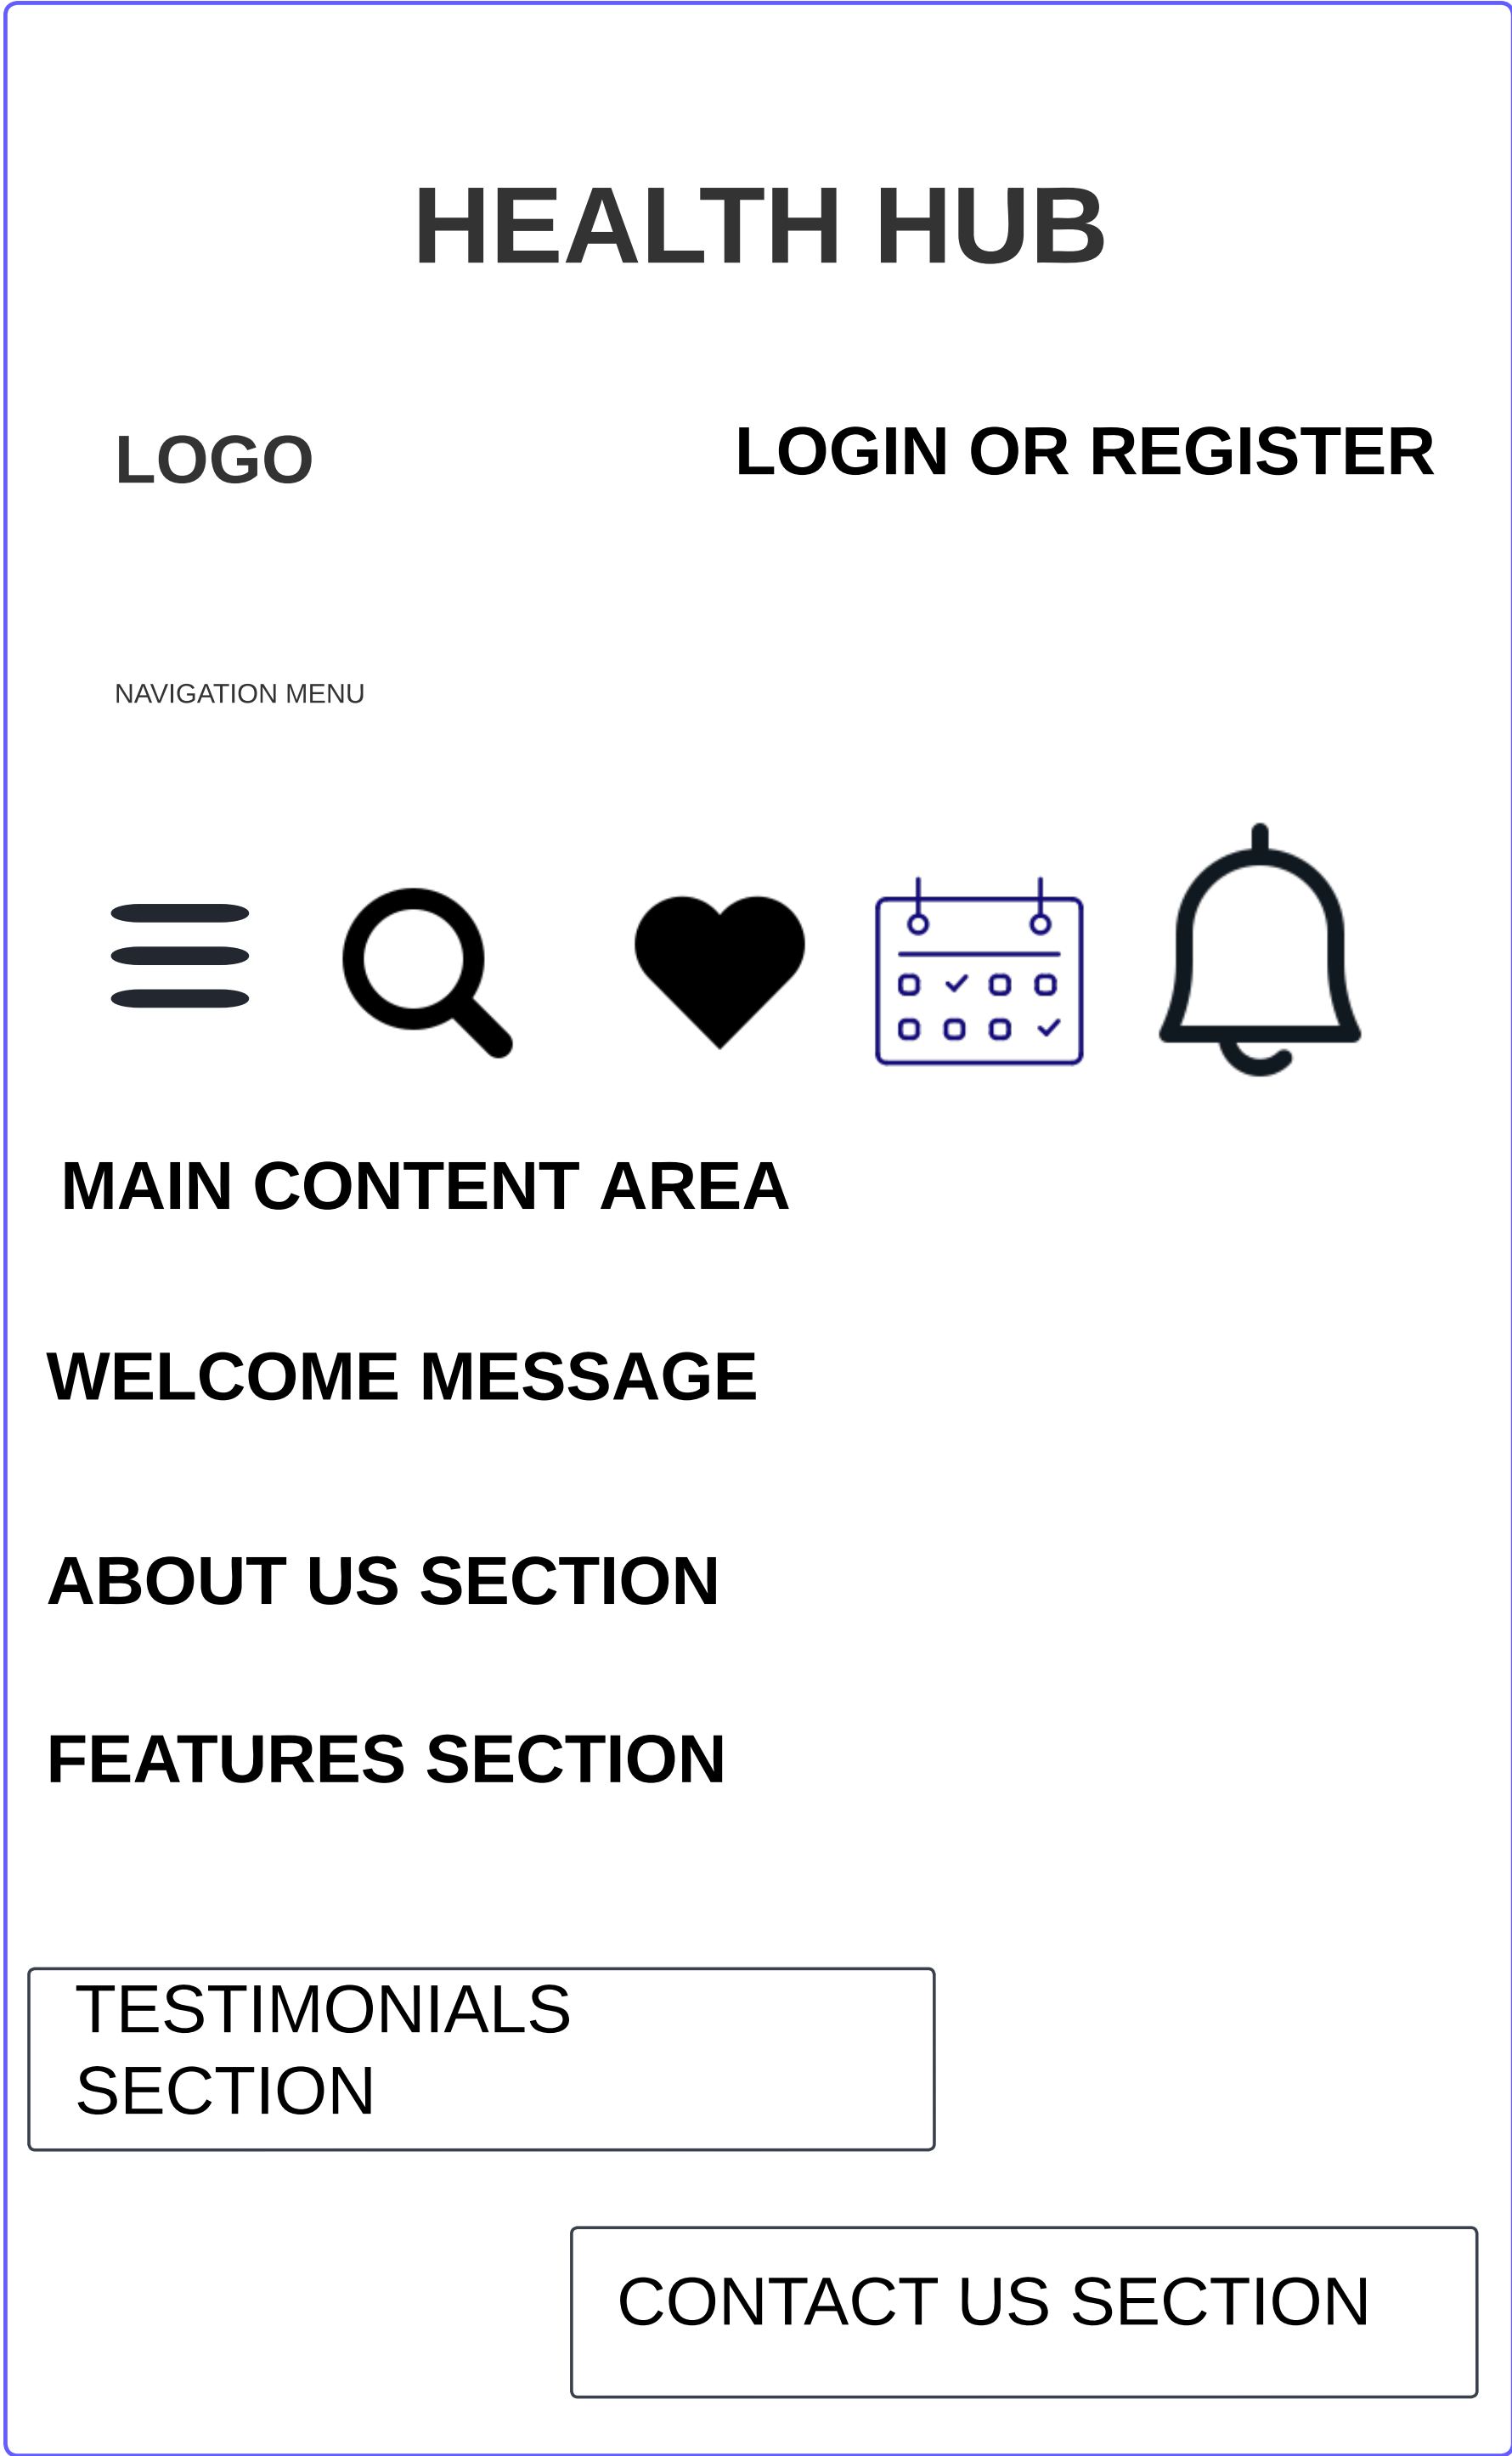 HEALTH HUB
LOGO
LOGIN OR REGISTER
NAVIGATION MENU
MAIN CONTENT AREA
WELCOME MESSAGE
ABOUT US SECTION
FEATURES SECTION
TESTIMONIALS
SECTION
CONTACT US SECTION